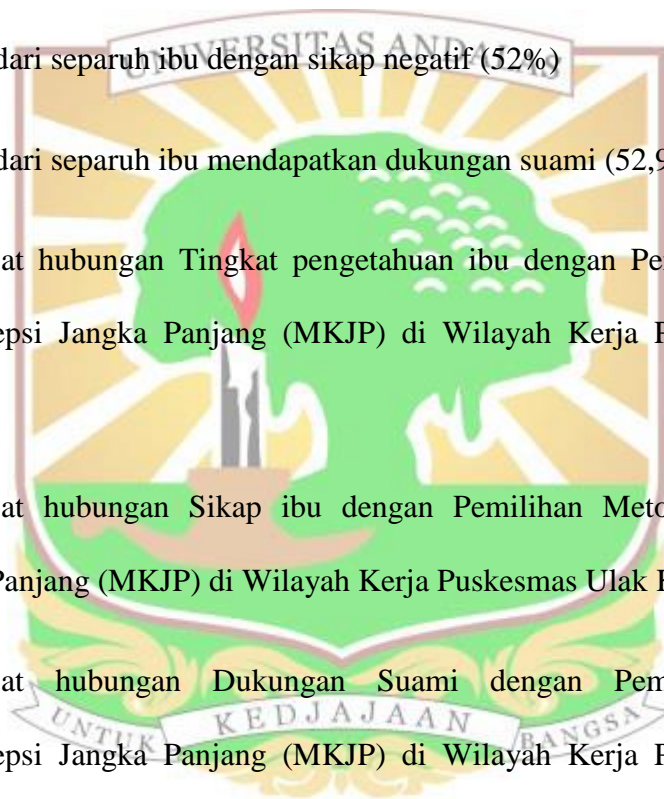 UNIVERSITAS ANDALAS
dari separuh ibu dengan sikap negatif (52%)
dari separuh ibu mendapatkan dukungan suami (52,9
at hubungan Tingkat pengetahuan ibu dengan Pe
epsi Jangka Panjang (MKJP) di Wilayah Kerja P
at hubungan Sikap ibu dengan Pemilihan Meto
Panjang (MKJP) di Wilayah Kerja Puskesmas Ulak
at hubungan Dukungan Suami dengan Pem
UNTUK KEDJAJAAN BANGSA
epsi Jangka Panjang (MKJP) di Wilayah Kerja P